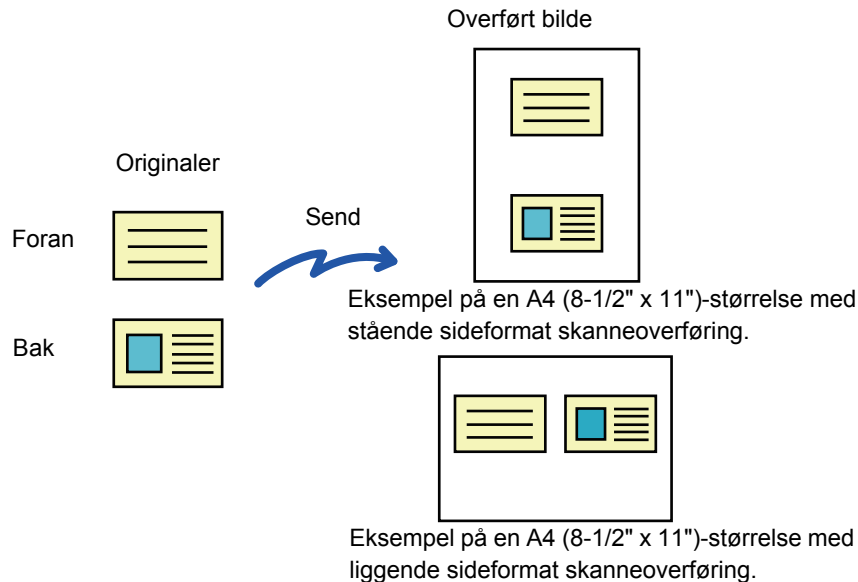 Overført bilde
Originaler
Foran
Send
Bak
Eksempel på en A4 (8-1/2" x 11")-størrelse med
stående sideformat skanneoverføring.
Eksempel på en A4 (8-1/2" x 11")-størrelse med
liggende sideformat skanneoverføring.